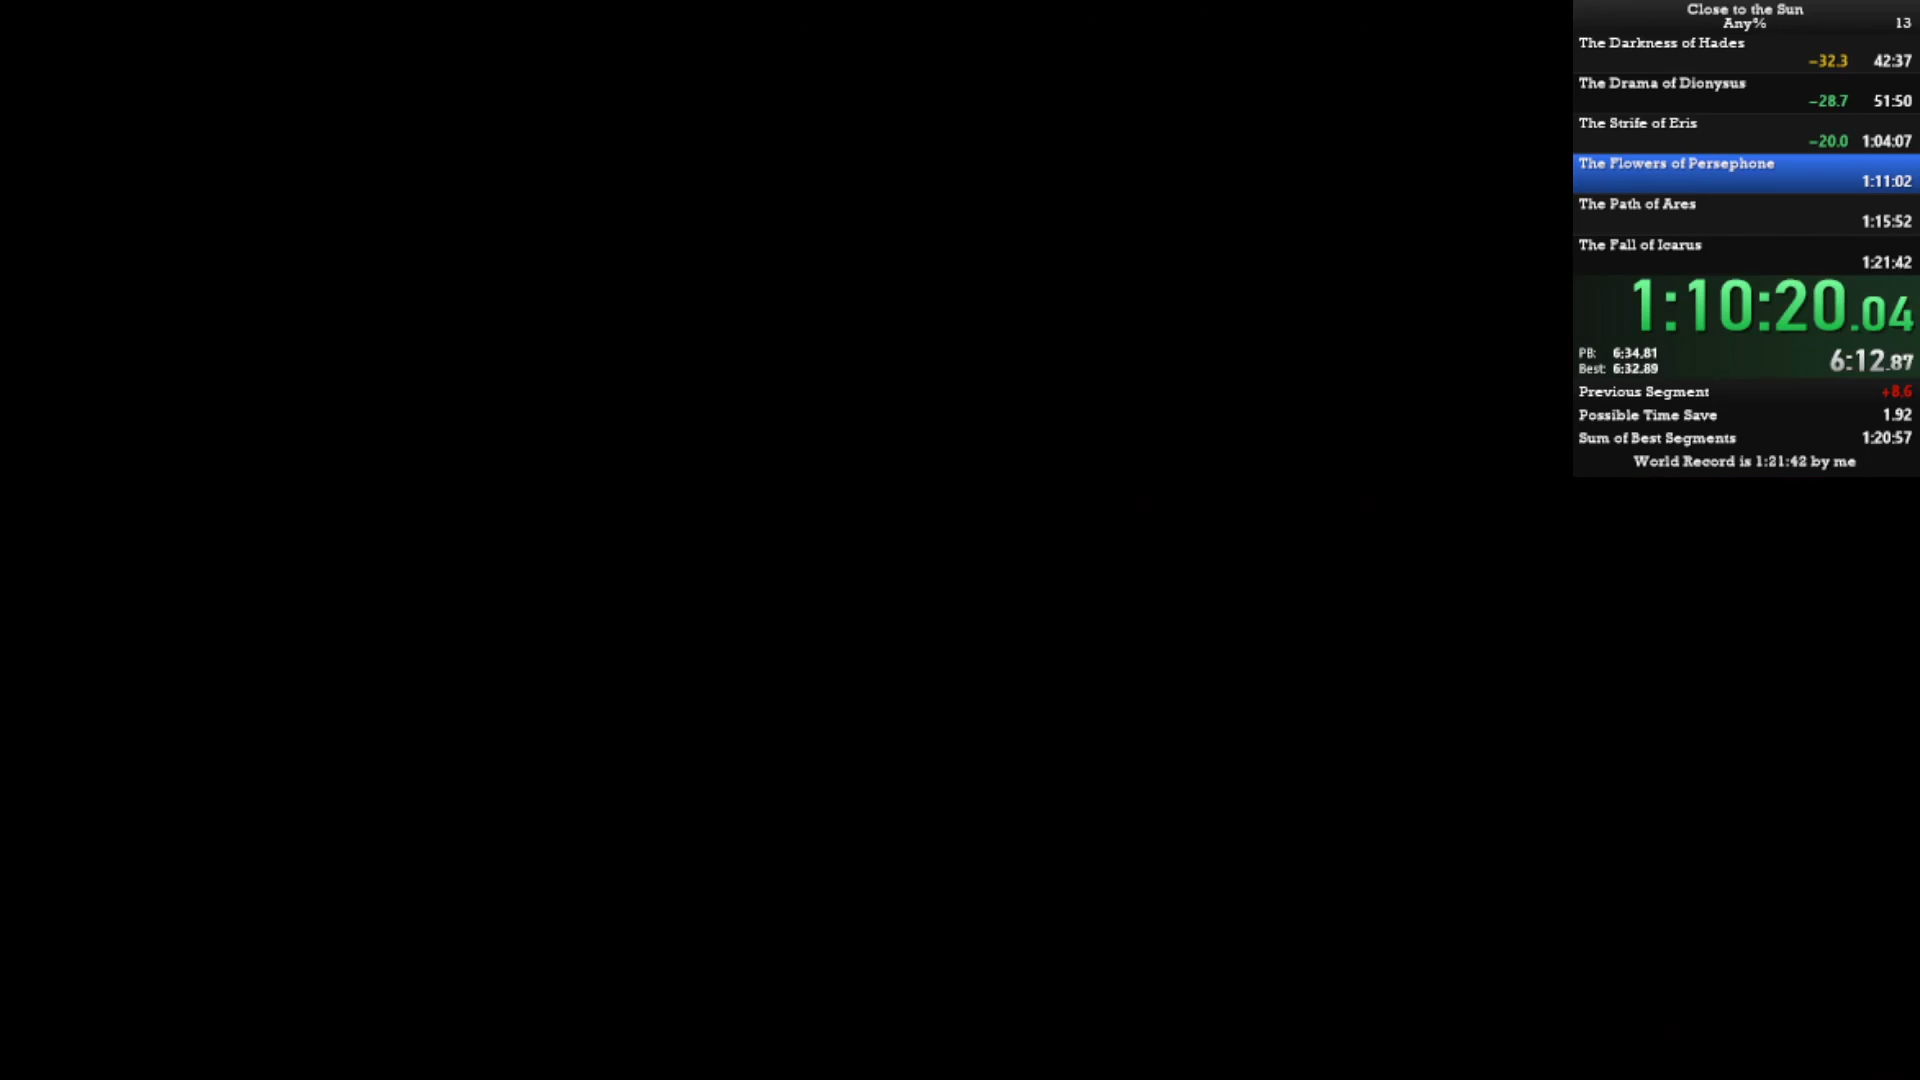 Close to the Sun
Any% 13
The Darkness of Hades
-32.3 42:37
The Drama of Dionysus
-28.7 51:50
The Strife of Eris
-20.0 1:04:07
The Flowers of Persephone
1:11:02
The Path of Ares
1:15:52
The Fall of Icarus
1:21:42
1:10:20.04
PB: 6:34.81
Best: 6:32.89
6:12.87
Previous Segment +8.6
Possible Time Save 1.92
Sum of Best Segments 1:20:57
World Record is 1:21:42 by me